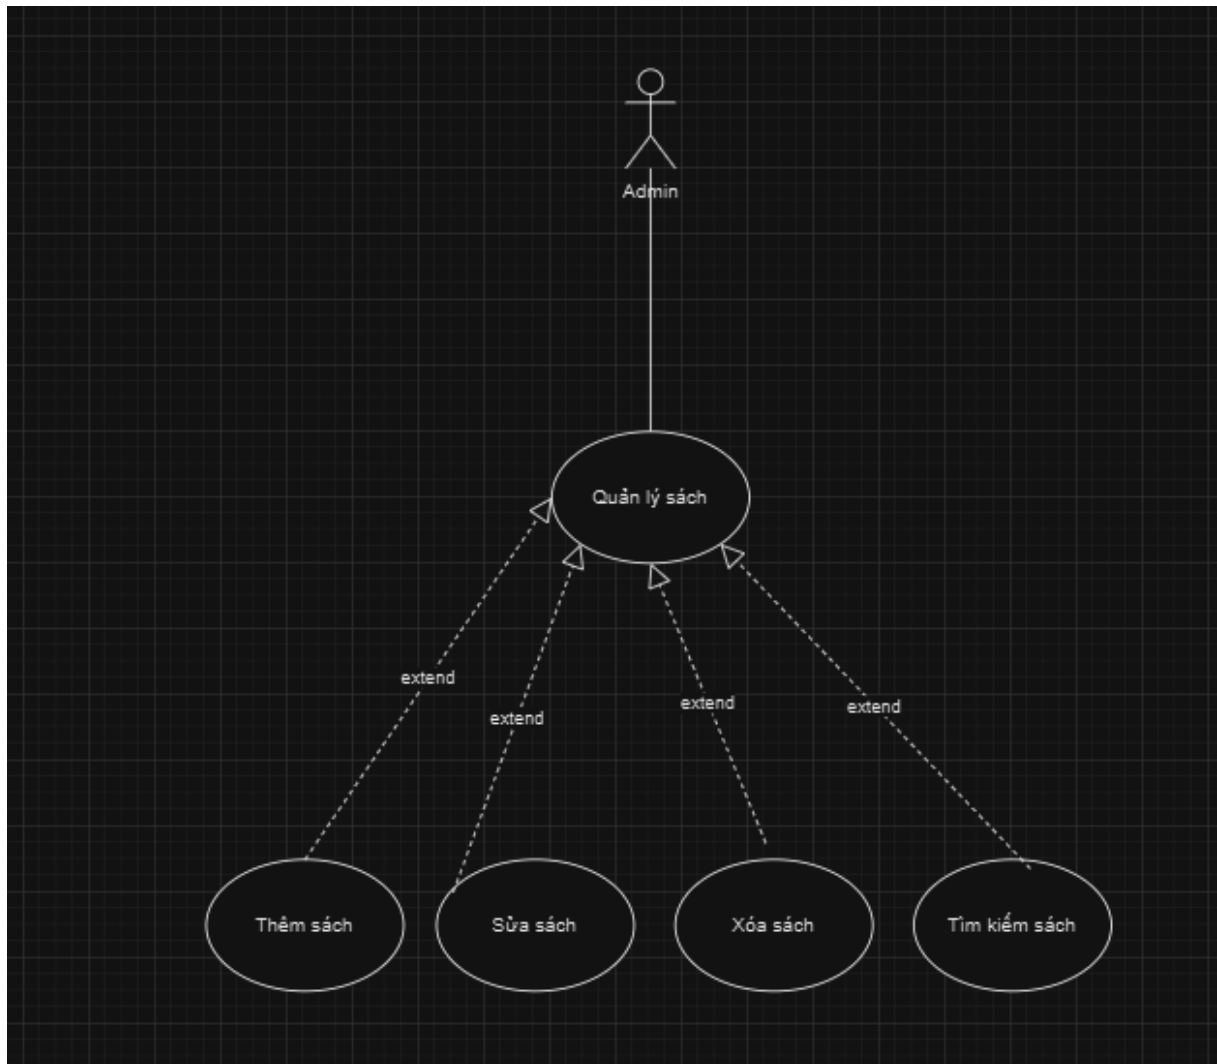 Admin
Quản lý sách
extend
extend
extend
extend
Thêm sách
Sửa sách
Xóa sách
Tìm kiếm sách